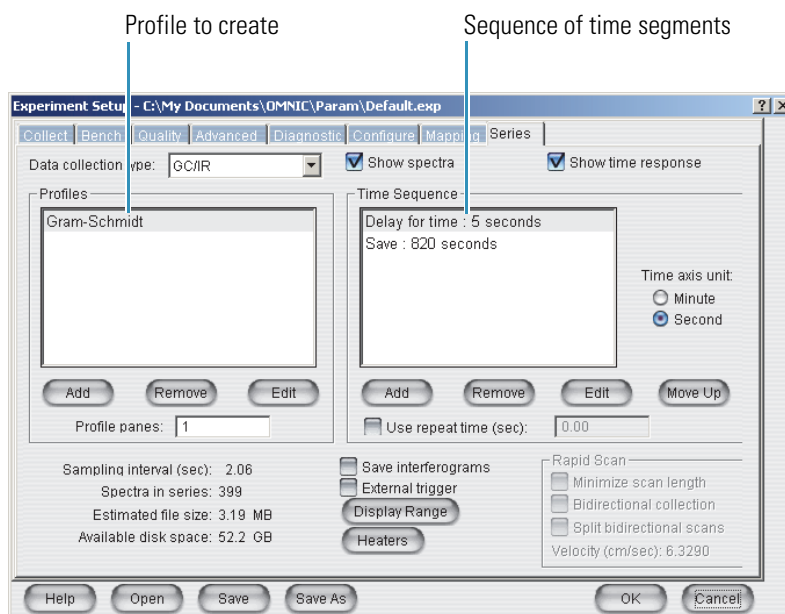 Profile to create
Sequence of time segments
Experiment Setup - C:\My Documents\OMNIC\Param\Default.exp
Collect Bench Quality Advanced Diagnostic Configure Mapping Series
Data collection type: GC/IR
Show spectra
Show time response
Profiles
Gram-Schmidt
Add Remove Edit
Profile panes: 1
Time Sequence
Delay for time : 5 seconds
Save : 820 seconds
Time axis unit:
Minute
Second
Add Remove Edit Move Up
Use repeat time (sec): 0.00
Sampling interval (sec): 2.06
Spectra in series: 399
Estimated file size: 3.19 MB
Available disk space: 52.2 GB
Save interferograms
External trigger
Display Range
Heaters
Rapid Scan
Minimize scan length
Bidirectional collection
Split bidirectional scans
Velocity (cm/sec): 6.3290
Help Open Save Save As OK Cancel